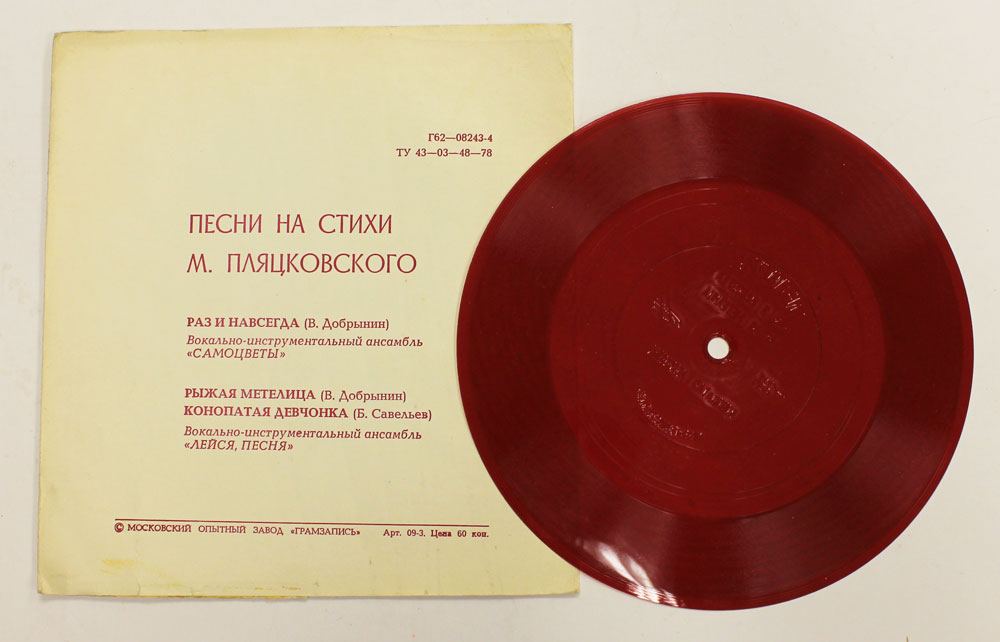 Г62—08243-4
ТУ 43—03—48—78
ПЕСНИ НА СТИХИ
М. ПЛЯЦКОВСКОГО
РАЗ И НАВСЕГДА (В. Добрынин)
Вокально-инструментальный ансамбль
«САМОЦВЕТЫ»
РЫЖАЯ МЕТЕЛИЦА (В. Добрынин)
КОНОПАТАЯ ДЕВЧОНКА (Б. Савельев)
Вокально-инструментальный ансамбль
«ЛЕЙСЯ, ПЕСНЯ»
© МОСКОВСКИЙ ОПЫТНЫЙ ЗАВОД «ГРАМЗАПИСЬ» Арт. 09-3. Цена 60 коп.